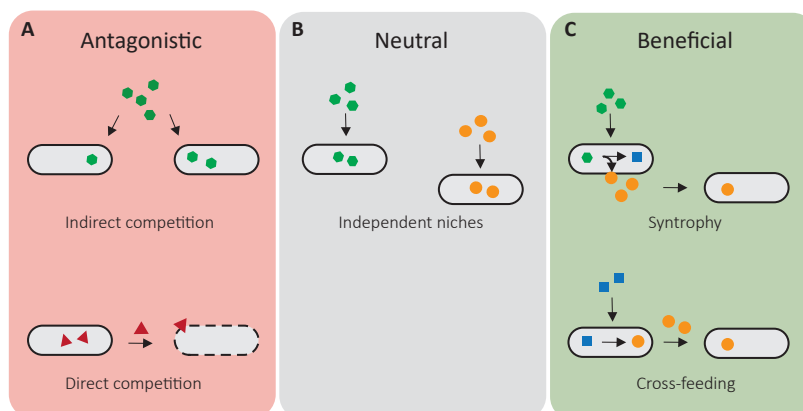 A
Antagonistic
Indirect competition
Direct competition
B
Neutral
Independent niches
C
Beneficial
Syntrophy
Cross-feeding